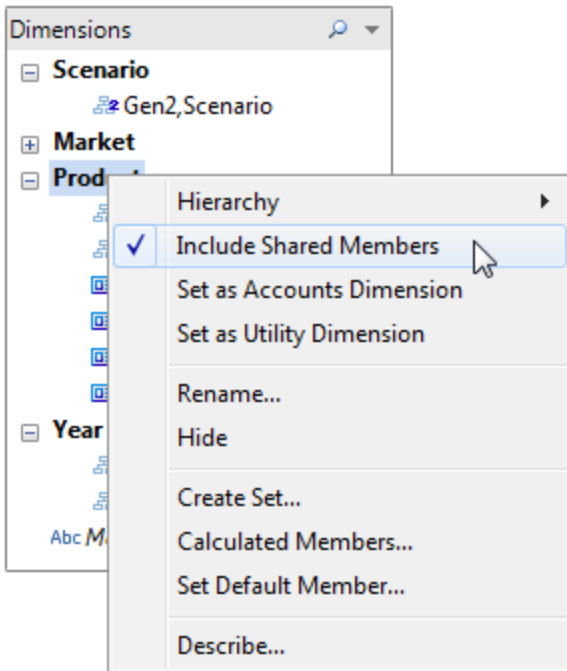 Dimensions
Scenario
Gen2,Scenario
Market
Hierarchy
Include Shared Members
Set as Accounts Dimension
Set as Utility Dimension
Rename...
Hide
Year
Create Set...
Calculated Members...
Abc
Set Default Member...
Describe...